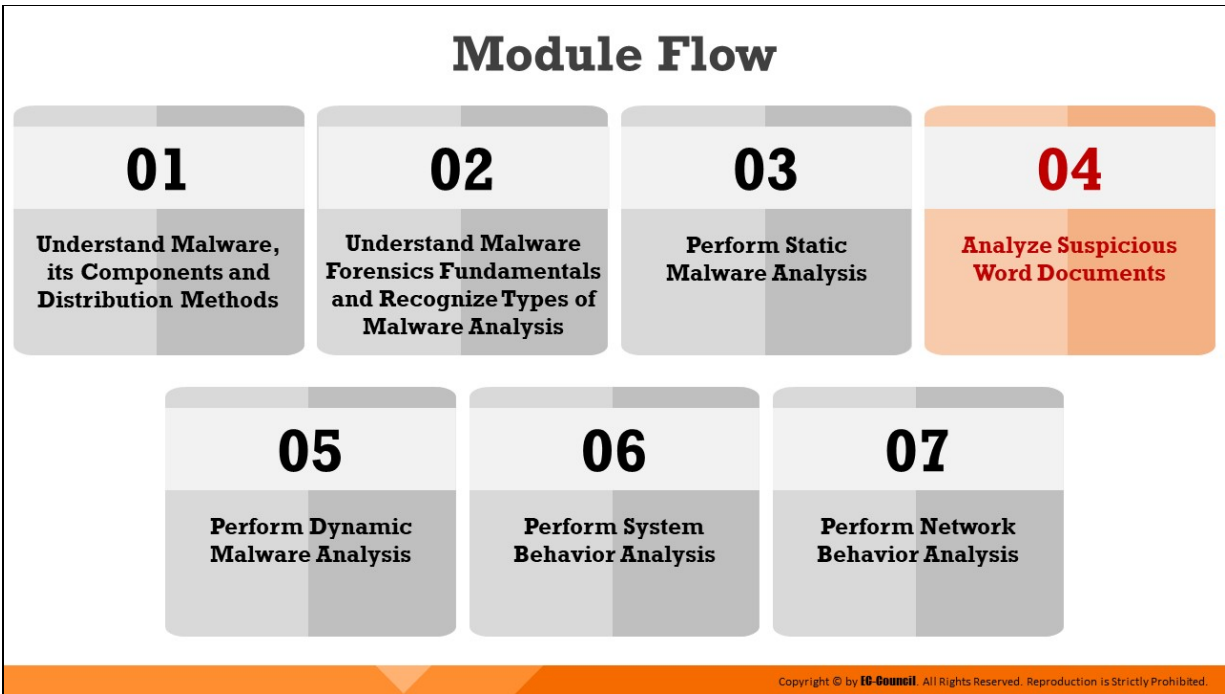 Module Flow
01
Understand Malware,
its Components and
Distribution Methods
02
Understand Malware
Forensics Fundamentals
and Recognize Types of
Malware Analysis
03
Perform Static
Malware Analysis
04
Analyze Suspicious
Word Documents
05
Perform Dynamic
Malware Analysis
06
Perform System
Behavior Analysis
07
Perform Network
Behavior Analysis
Copyright © by EC-Council. All Rights Reserved. Reproduction is Strictly Prohibited.